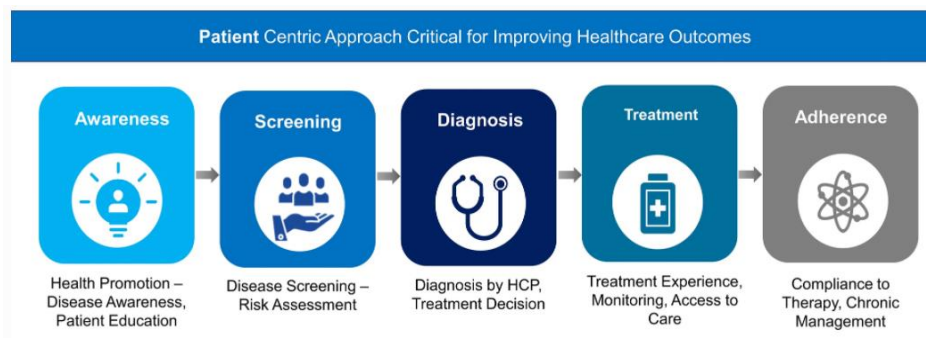 Patient Centric Approach Critical for Improving Healthcare Outcomes
Awareness
Screening
Diagnosis
Treatment
Adherence
Health Promotion –
Disease Awareness,
Patient Education
Disease Screening –
Risk Assessment
Diagnosis by HCP,
Treatment Decision
Treatment Experience,
Monitoring, Access to
Care
Compliance to
Therapy, Chronic
Management